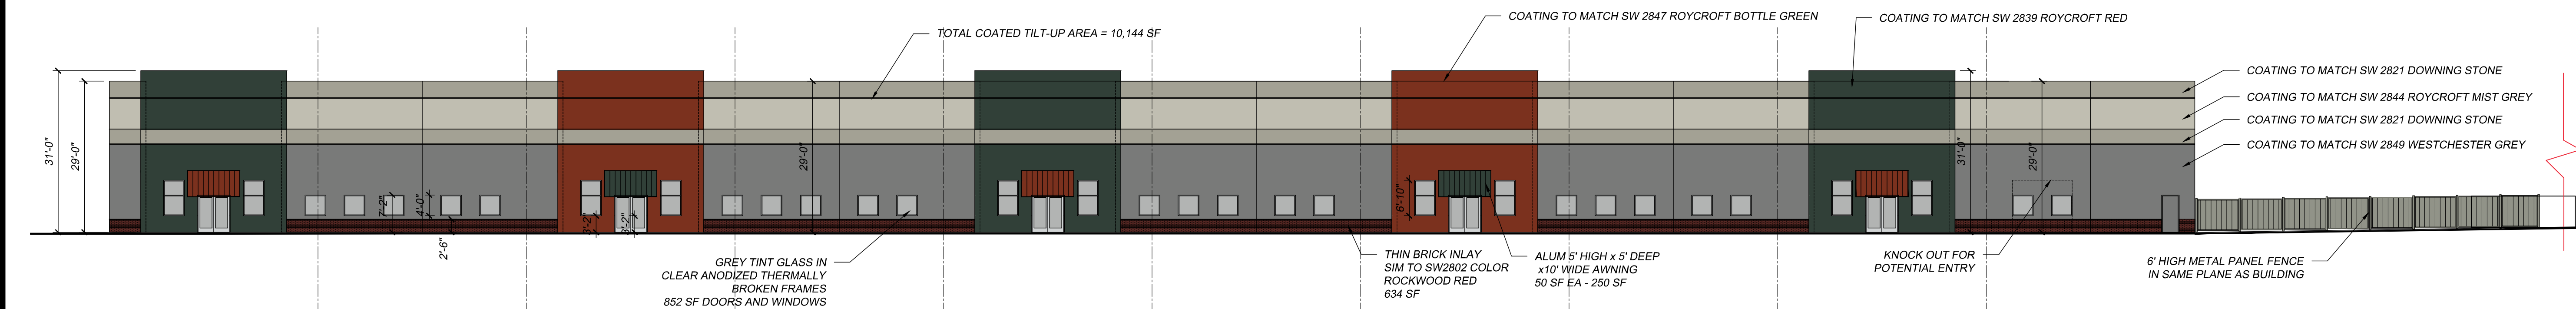 COATING TO MATCH SW 2847 ROYCROFT BOTTLE GREEN
COATING TO MATCH SW 2839 ROYCROFT RED
TOTAL COATED TILT-UP AREA = 10,144 SF
COATING TO MATCH SW 2821 DOWNING STONE
COATING TO MATCH SW 2844 ROYCROFT MIST GREY
COATING TO MATCH SW 2821 DOWNING STONE
COATING TO MATCH SW 2849 WESTCHESTER GREY
31'-0"
29'-0"
29'-0"
31'-0"
29'-0"
7'-2"
4'-0"
2'-6"
3'-2"
6'-10"
GREY TINT GLASS IN
CLEAR ANODIZED THERMALLY
BROKEN FRAMES
852 SF DOORS AND WINDOWS
THIN BRICK INLAY
SIM TO SW2802 COLOR
ROCKWOOD RED
634 SF
ALUM 5' HIGH x 5' DEEP
x10' WIDE AWNING
50 SF EA - 250 SF
KNOCK OUT FOR
POTENTIAL ENTRY
6' HIGH METAL PANEL FENCE
IN SAME PLANE AS BUILDING